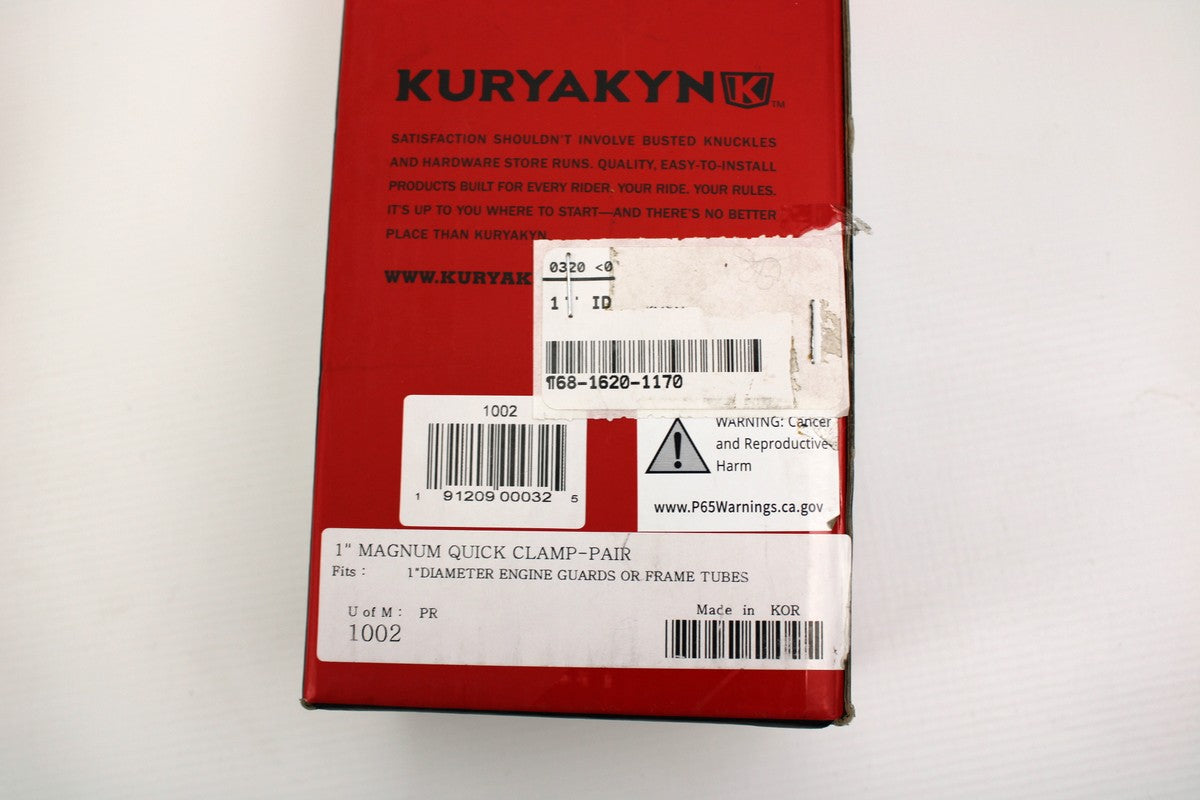 KURYAKYN K™
SATISFACTION SHOULDN'T INVOLVE BUSTED KNUCKLES
AND HARDWARE STORE RUNS. QUALITY, EASY-TO-INSTALL
PRODUCTS BUILT FOR EVERY RIDER. YOUR RIDE. YOUR RULES.
IT'S UP TO YOU WHERE TO START—AND THERE'S NO BETTER
PLACE THAN KURYAKYN
WWW.KURYAK
0320 <0
1" ID
¶68-1620-1170
1002
1 91209 00032 5
WARNING: Cancer
and Reproductive
Harm
www.P65Warnings.ca.gov
1" MAGNUM QUICK CLAMP-PAIR
Fits : 1"DIAMETER ENGINE GUARDS OR FRAME TUBES
U of M : PR
Made in KOR
1002